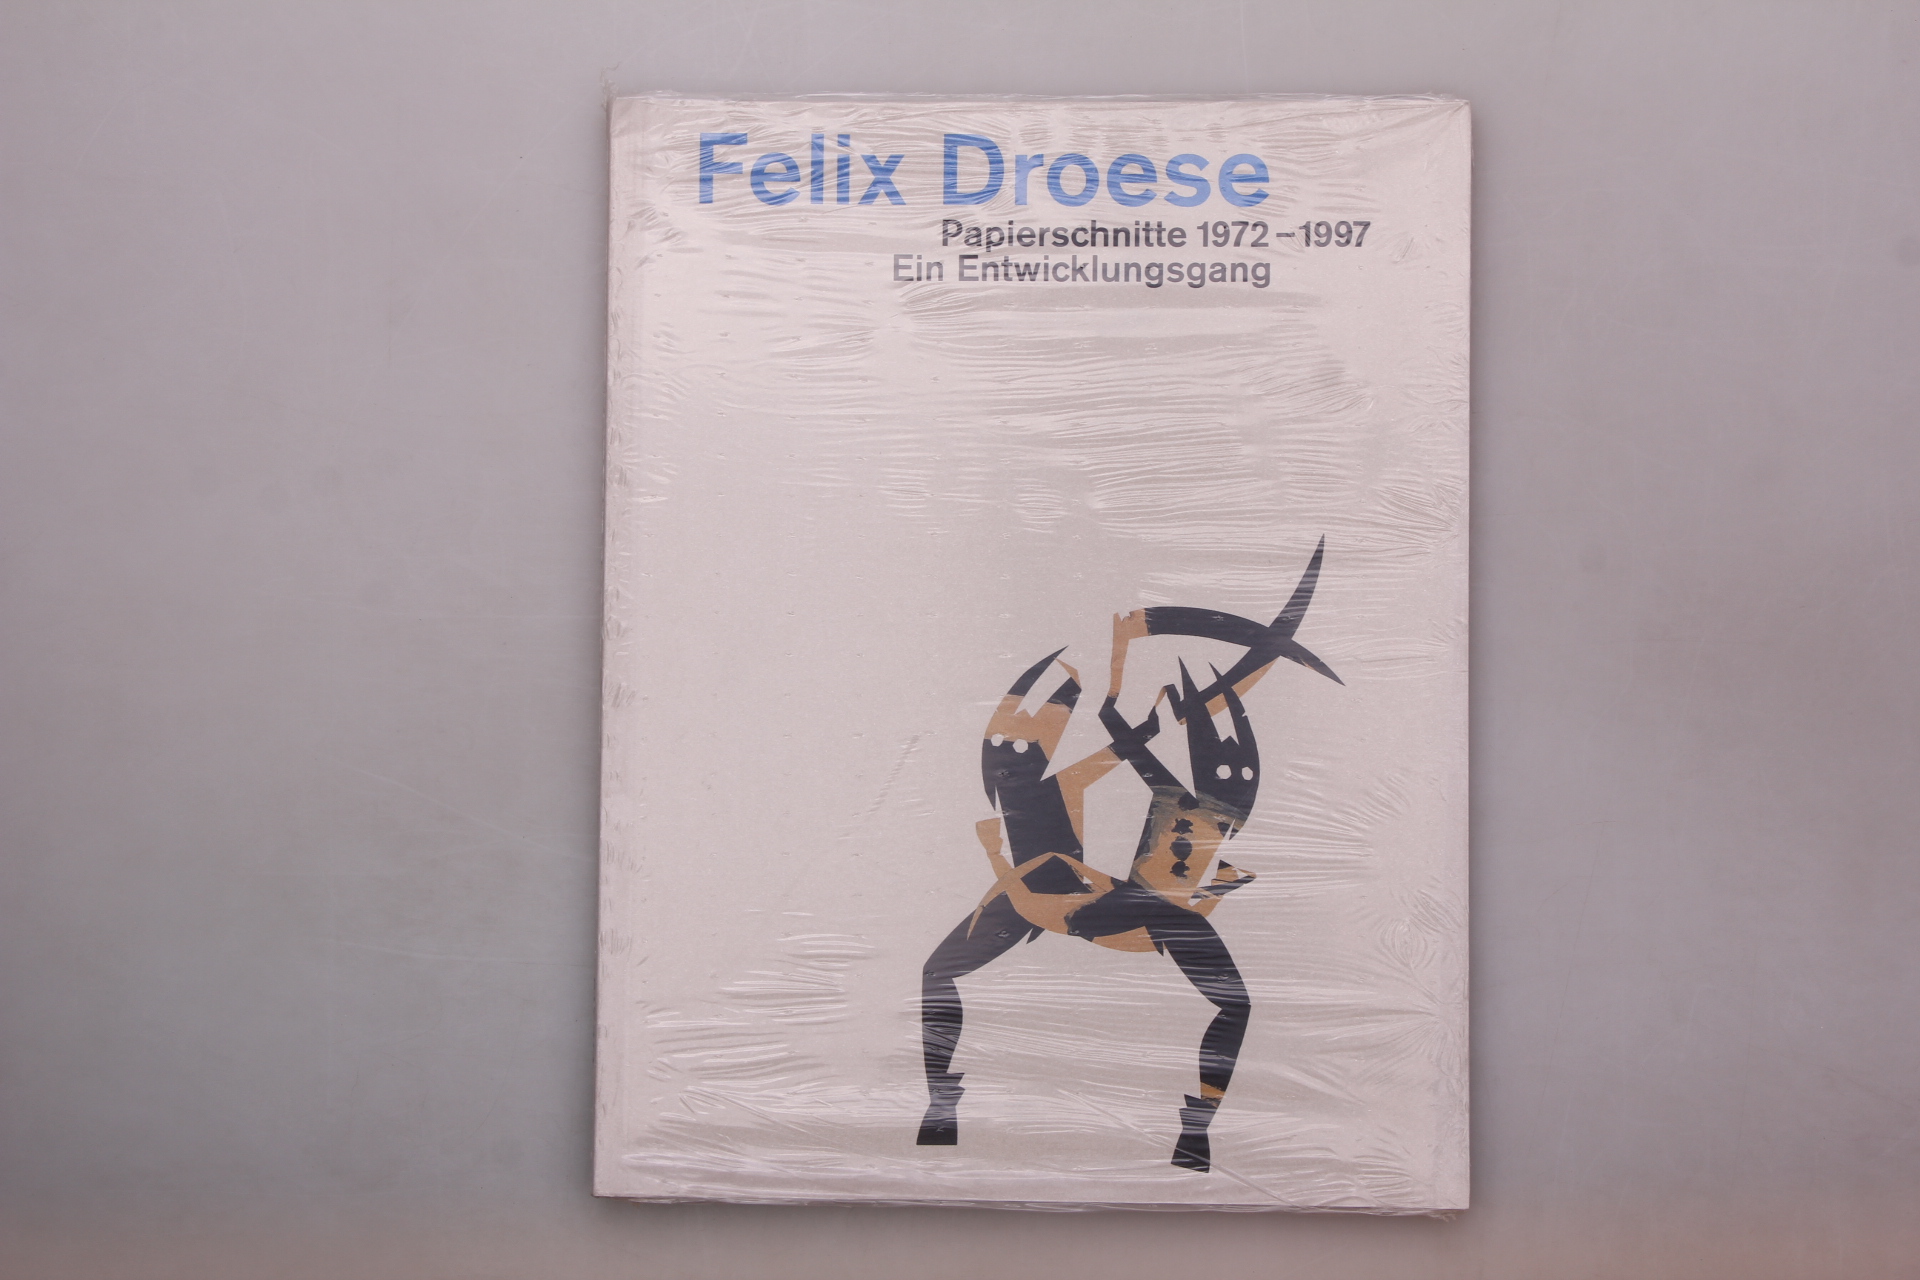 Felix Droese
Papierschnitte 1972–1997
Ein Entwicklungsgang